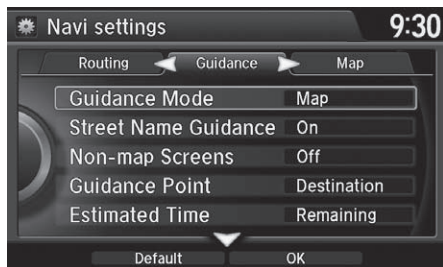 Navi settings 9:30
Routing Guidance Map
Guidance Mode Map
Street Name Guidance On
Non-map Screens Off
Guidance Point Destination
Estimated Time Remaining
Default OK